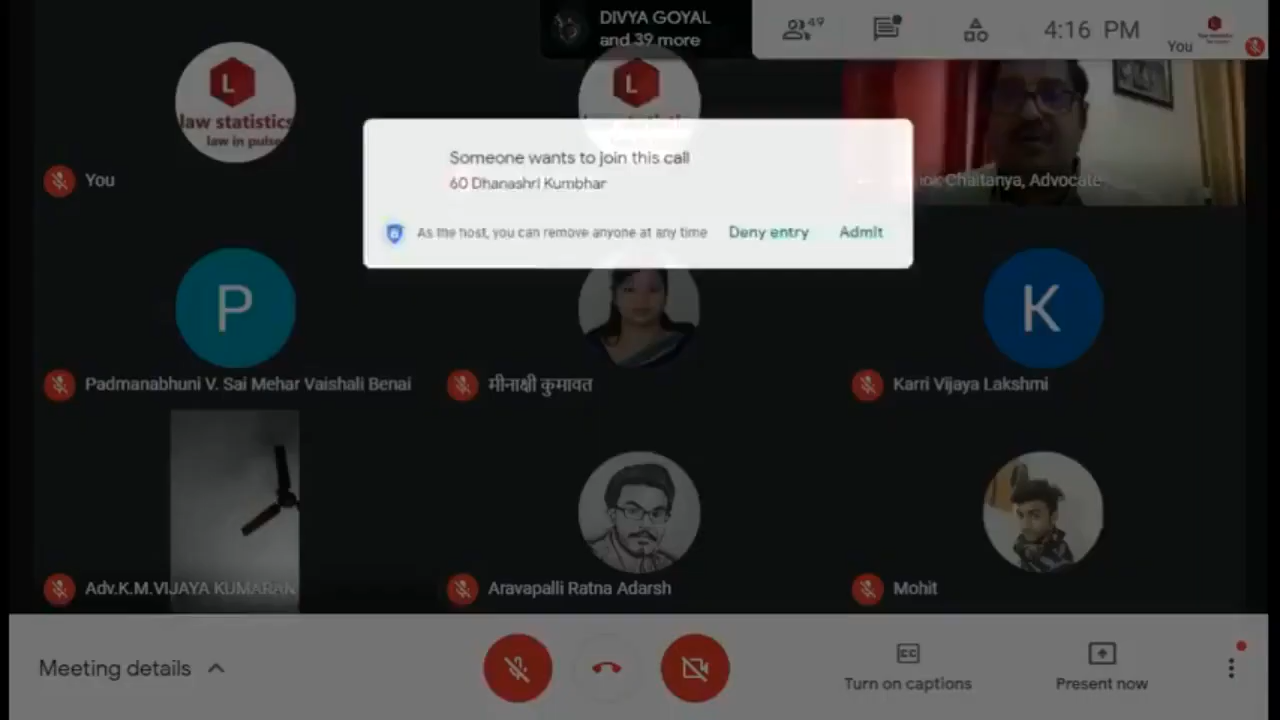 DIVYA GOYAL
and 39 more
49
4:16 PM
You
L
law statistics
law in pulse
L
You
Someone wants to join this call
60 Dhanashri Kumbhar
As the host, you can remove anyone at any time
Deny entry
Admit
Chaitanya, Advocate
P
K
Padmanabhuni V. Sai Mehar Vaishali Benai
मीनाक्षी कुमावत
Karri Vijaya Lakshmi
Adv.K.M.VIJAYA KUMARAN
Aravapalli Ratna Adarsh
Mohit
Meeting details
CC
Turn on captions
Present now